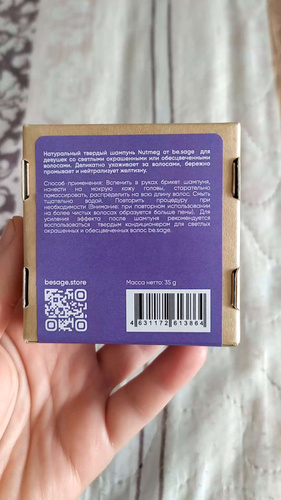 Натуральный твердый шампунь Nutmeg от be.sage для
девушек со светлыми окрашенными или обесцвеченными
волосами. Деликатно ухаживает за волосами, бережно
промывает и нейтрализует желтизну.
Способ применения: Вспенить в руках брикет шампуня,
нанести на мокрую кожу головы, старательно
помассировать, распределить на всю длину волос. Смыть
тщательно водой. Повторить процедуру при
необходимости (Внимание: при повторном использовании
на более чистых волосах образуется больше пены). Для
усиления эффекта после шампуня рекомендуется
воспользоваться твердым кондиционером для светлых
окрашенных и обесцвеченных волос be.sage.
besage.store
Масса нетто: 35 g
4 631172 613864